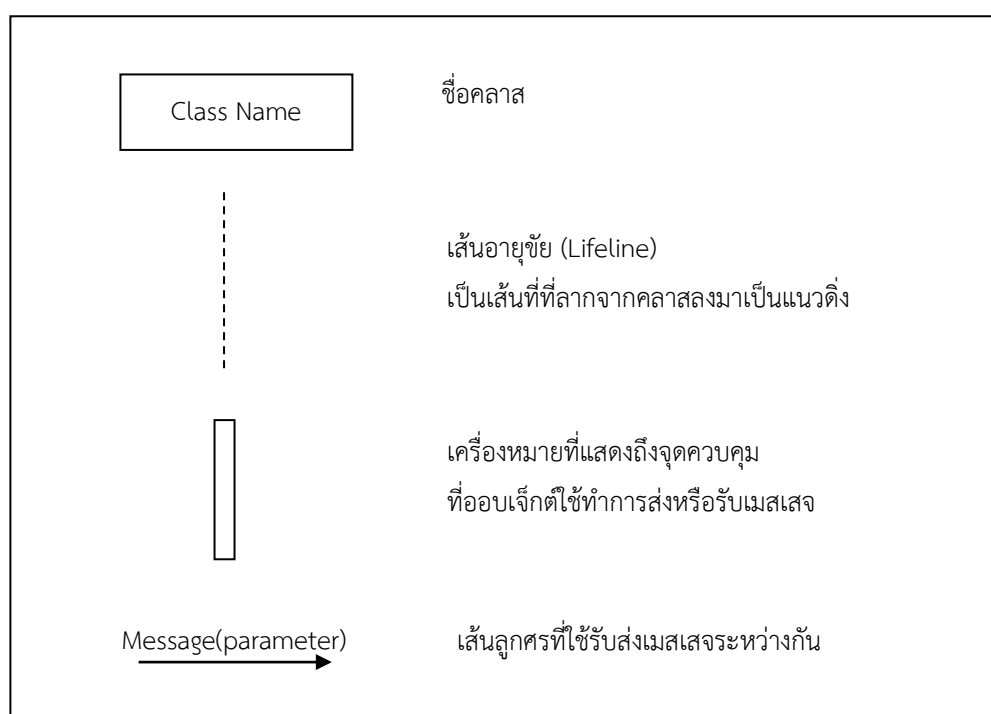 Class Name
ชื่อคลาส
เส้นอายุขัย (Lifeline)
เป็นเส้นที่ที่ลากจากคลาสลงมาเป็นแนวดิ่ง
เครื่องหมายที่แสดงถึงจุดควบคุม
ที่ออบเจ็กต์ใช้ทำการส่งหรือรับเมสเสจ
Message(parameter)
เส้นลูกศรที่ใช้รับส่งเมสเสจระหว่างกัน